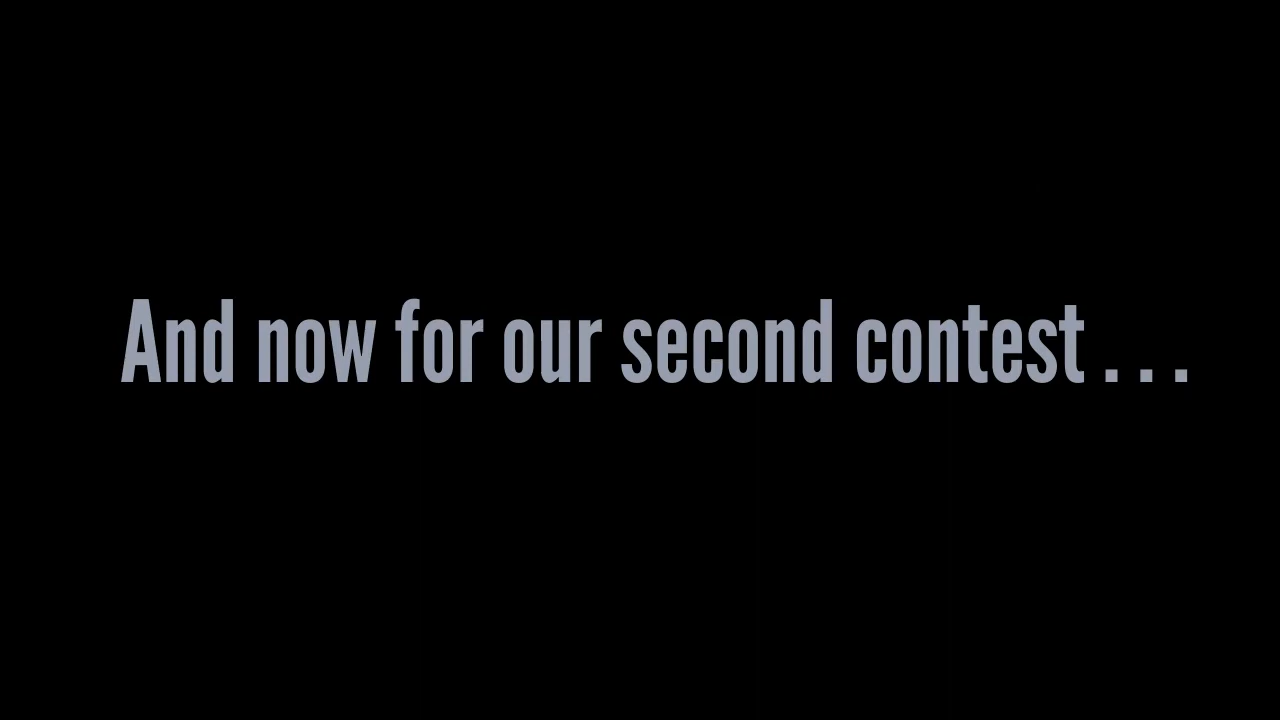 And now for our second contest . . .